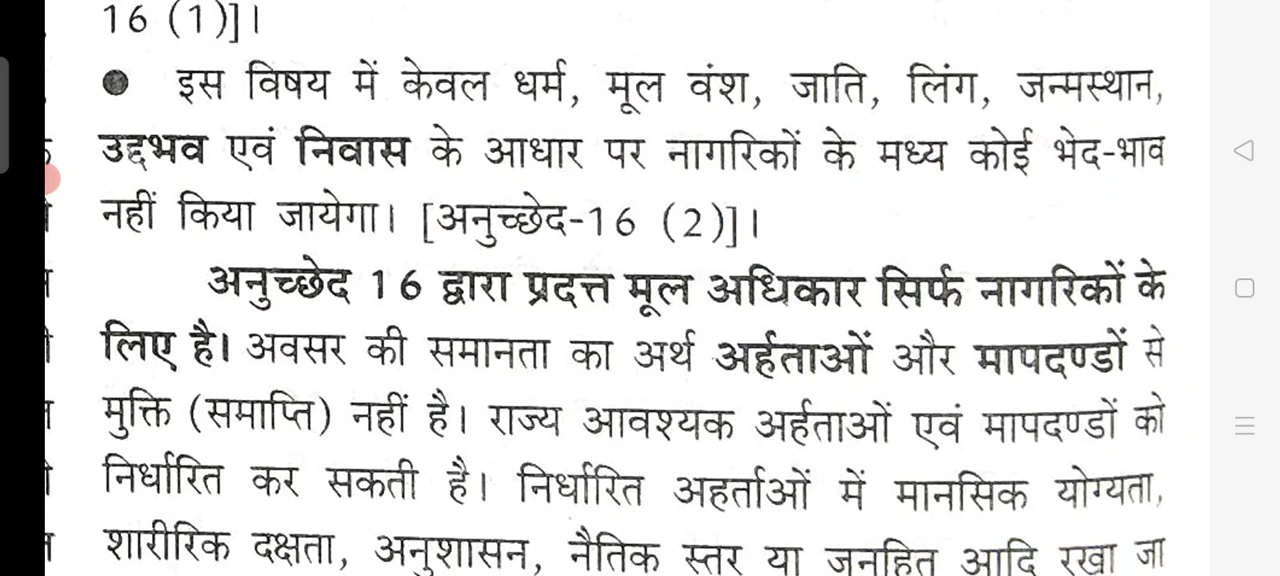 16 (1)]।
● इस विषय में केवल धर्म, मूल वंश, जाति, लिंग, जन्मस्थान,
उद्दभव एवं निवास के आधार पर नागरिकों के मध्य कोई भेद-भाव
नहीं किया जायेगा। [अनुच्छेद-16 (2)]।
अनुच्छेद 16 द्वारा प्रदत्त मूल अधिकार सिर्फ नागरिकों के
लिए है। अवसर की समानता का अर्थ अर्हताओं और मापदण्डों से
मुक्ति (समाप्ति) नहीं है। राज्य आवश्यक अर्हताओं एवं मापदण्डों को
निर्धारित कर सकती है। निर्धारित अहर्ताओं में मानसिक योग्यता,
शारीरिक दक्षता, अनुशासन, नैतिक स्तर या जनहित आदि रखा जा